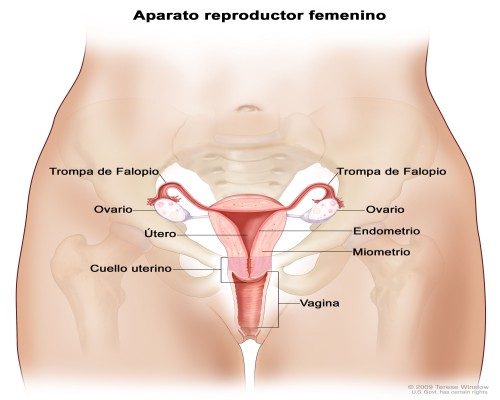 Aparato reproductor femenino
Trompa de Falopio
Trompa de Falopio
Ovario
Ovario
Útero
Endometrio
Miometrio
Cuello uterino
Vagina
© 2009 Terese Winslow
U.S. Govt. has certain rights